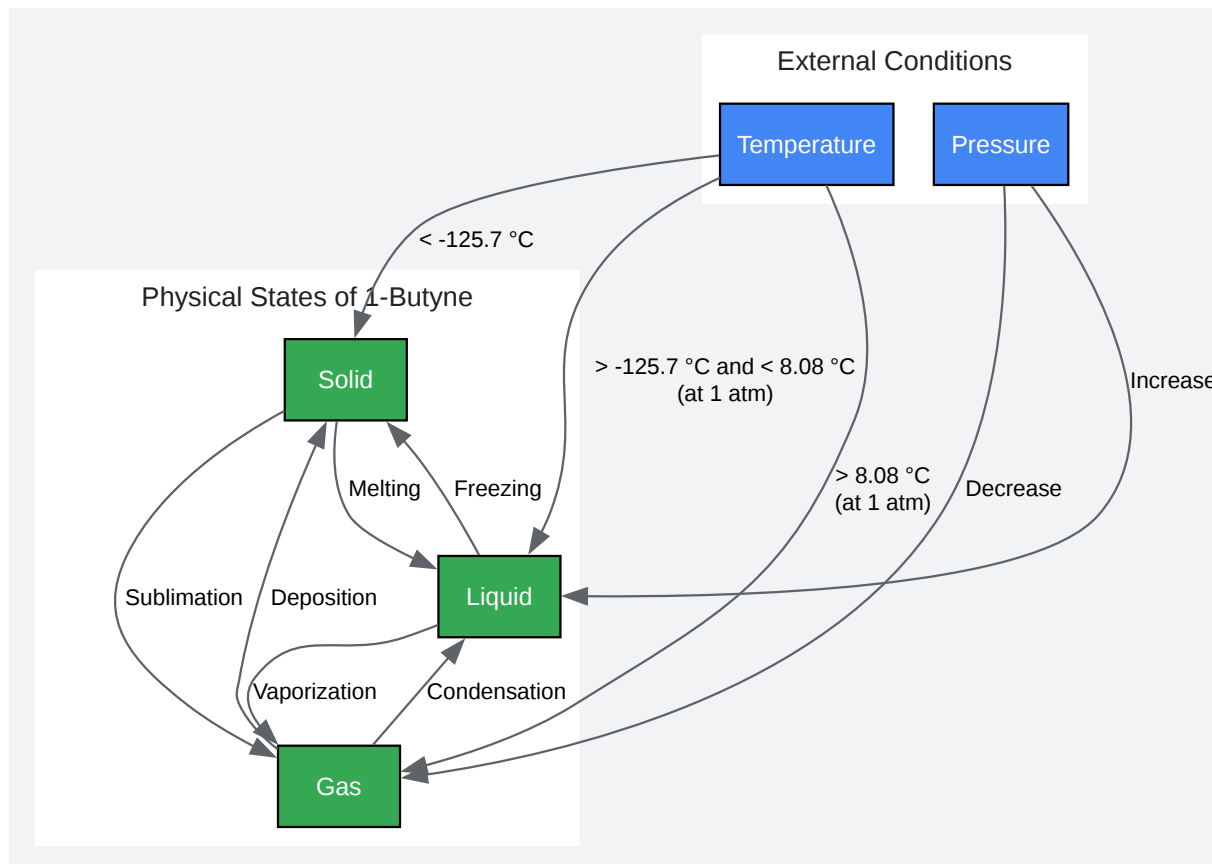 External Conditions
Temperature
Pressure
< -125.7 °C
Physical States of 1-Butyne
Solid
> -125.7 °C and < 8.08 °C
(at 1 atm)
Increase
Melting
Freezing
> 8.08 °C
(at 1 atm)
Decrease
Sublimation
Deposition
Liquid
Vaporization
Condensation
Gas